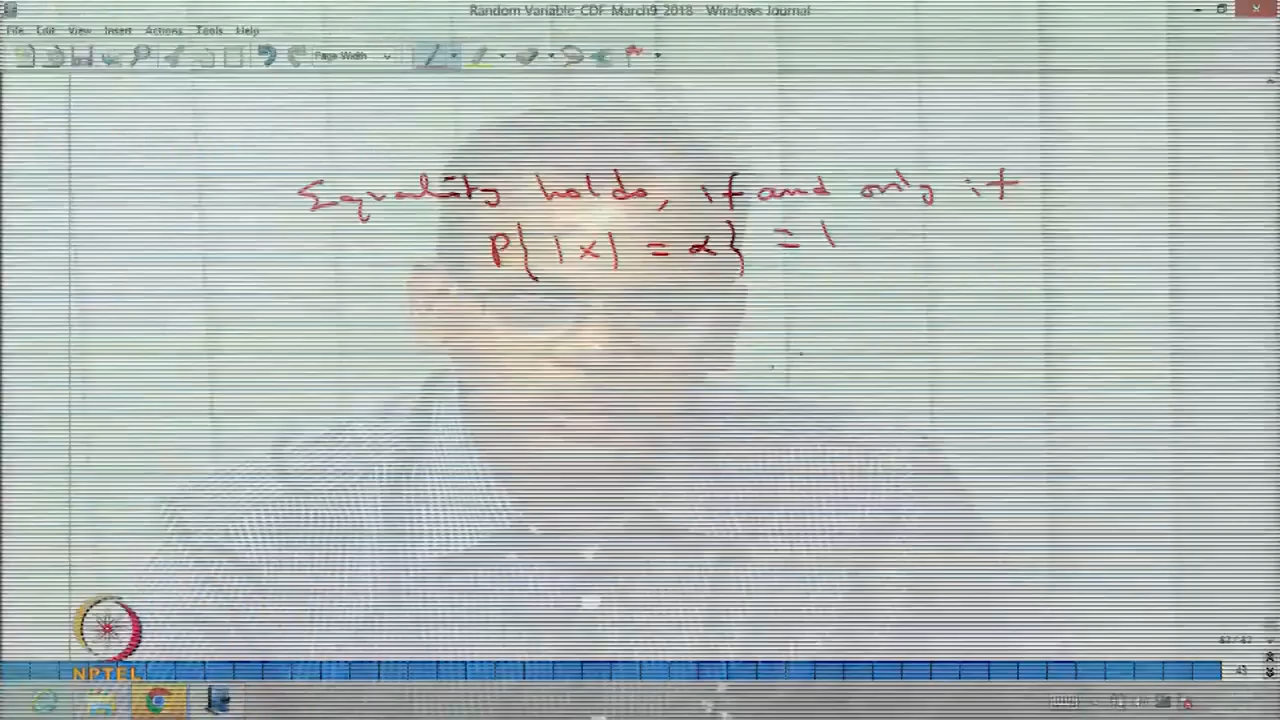 Random Variable CDF March9 2018 - Windows Journal
File Edit View Insert Actions Tools Help
Page Width
Equality holds, if and only if
P{ |x| = α} = 1
NPTEL